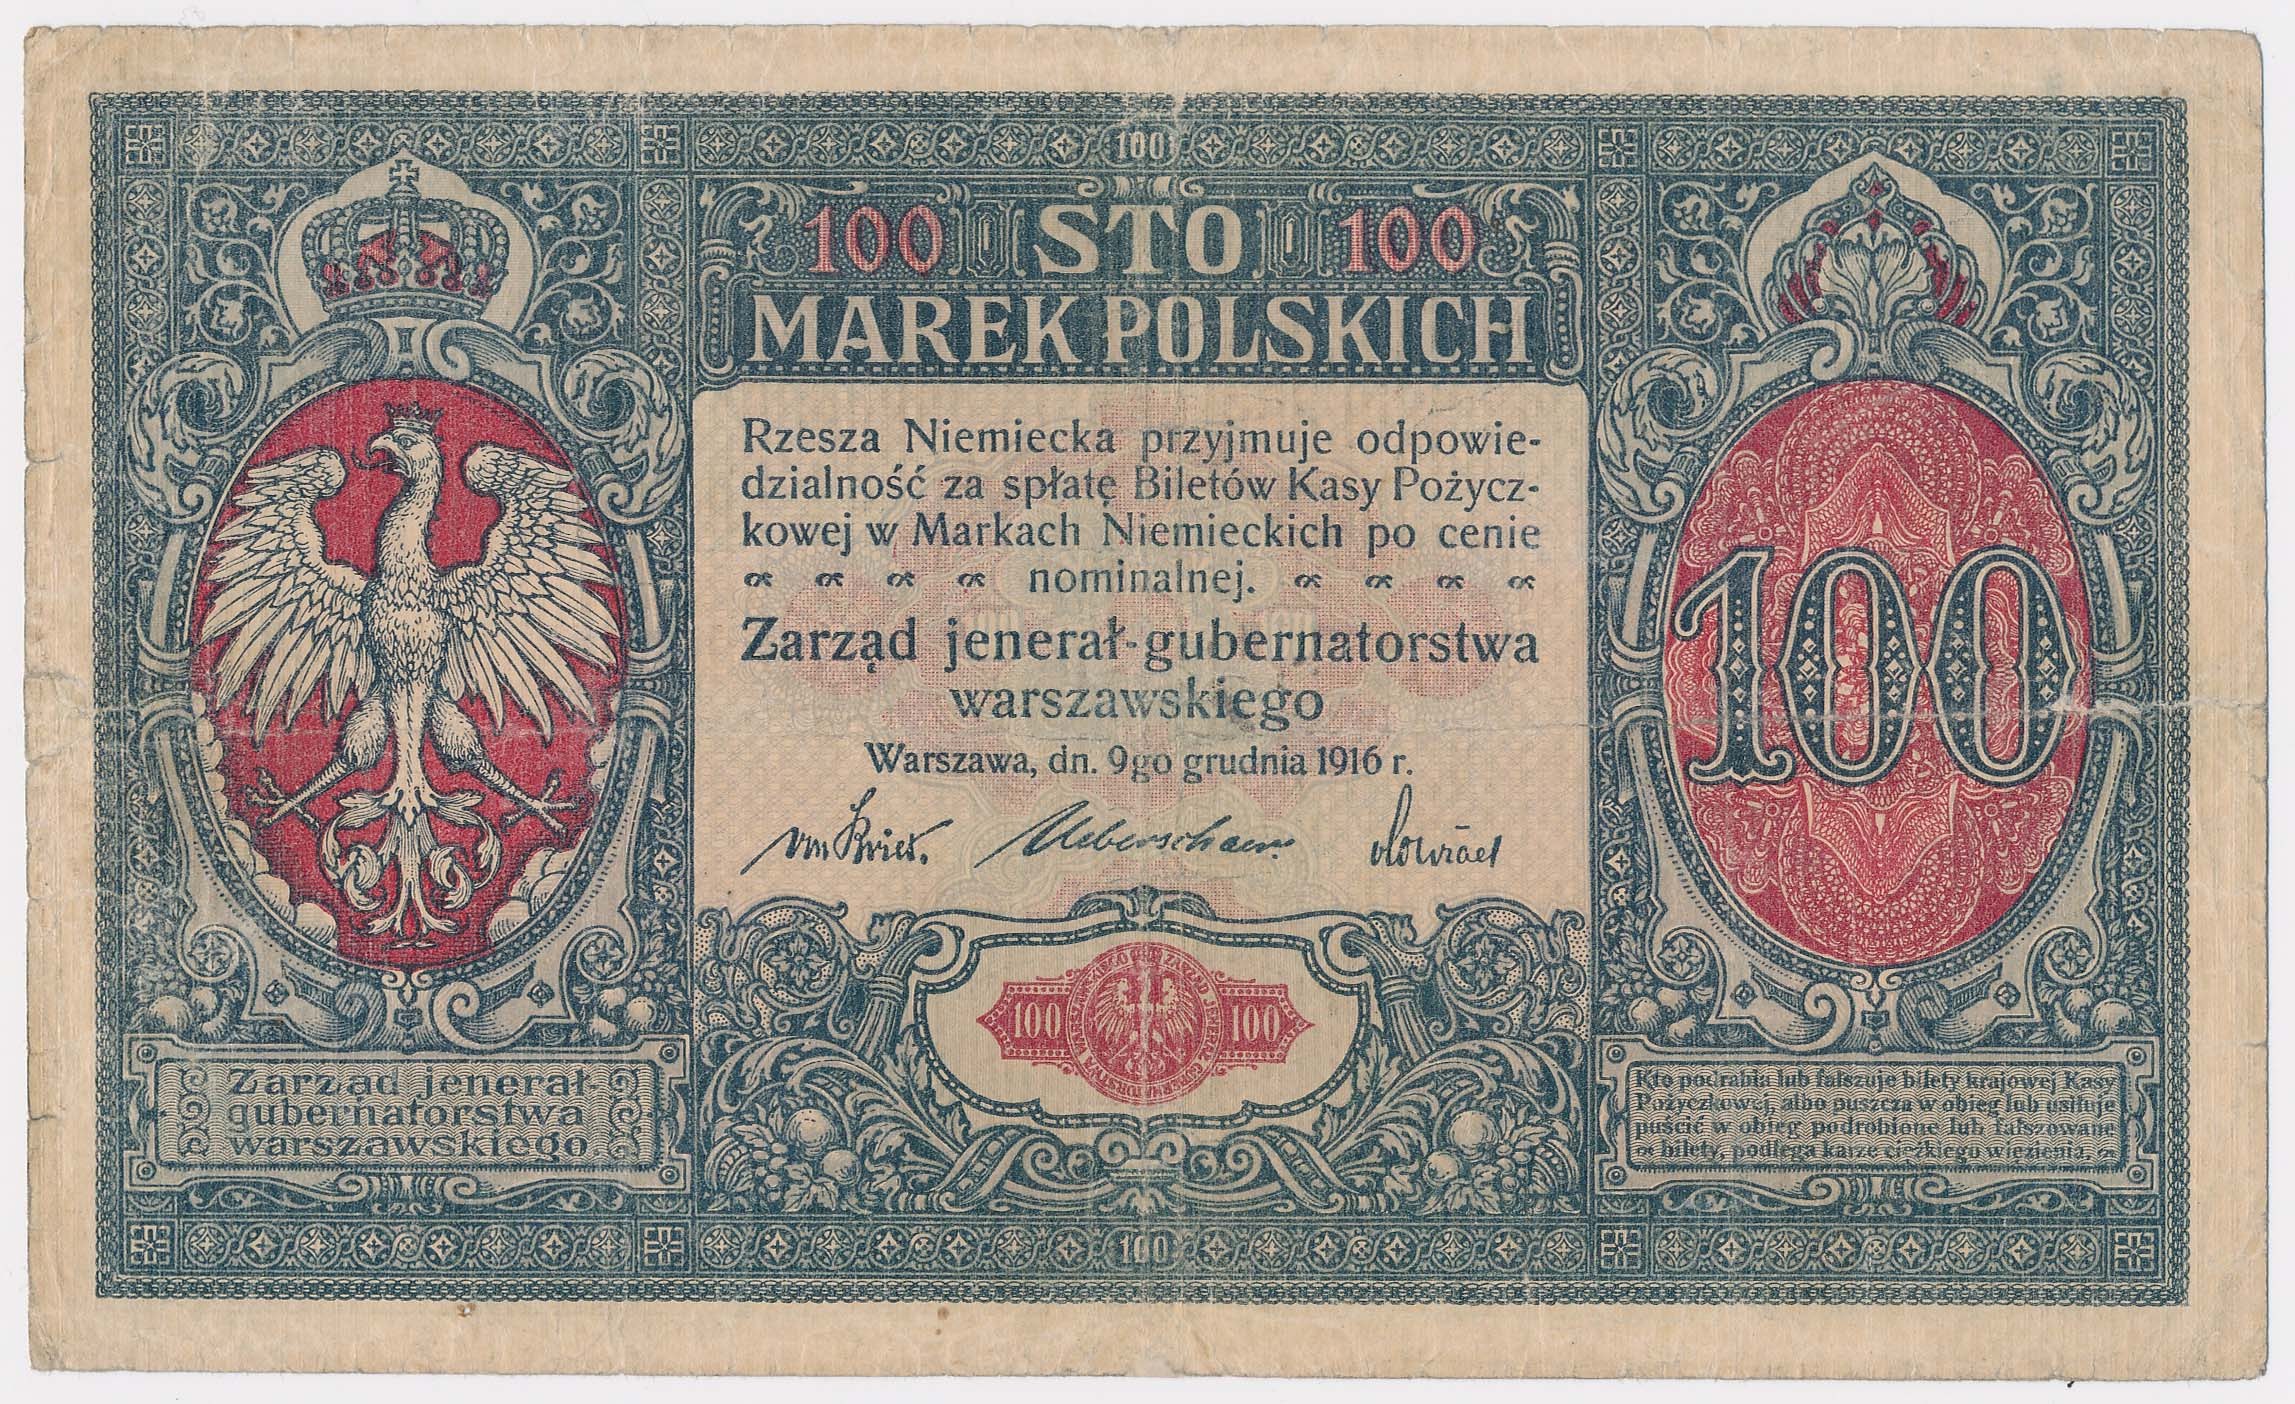 100
100 STO 100
MAREK POLSKICH
Rzesza Niemiecka przyjmuje odpowie-
dzialność za spłatę Biletów Kasy Pożycz-
kowej w Markach Niemieckich po cenie
nominalnej.
Zarząd jenerał-gubernatorstwa
warszawskiego
Warszawa, dn. 9go grudnia 1916 r.
von Kries.
100
100 100
Zarząd jenerał-
gubernatorstwa
warszawskiego.
Kto podrabia lub fałszuje bilety krajowej Kasy
Pożyczkowej, albo puszcza w obieg lub usiłuje
puścić w obieg podrobione lub fałszowane
bilety, podlega karze ciężkiego więzienia.
100